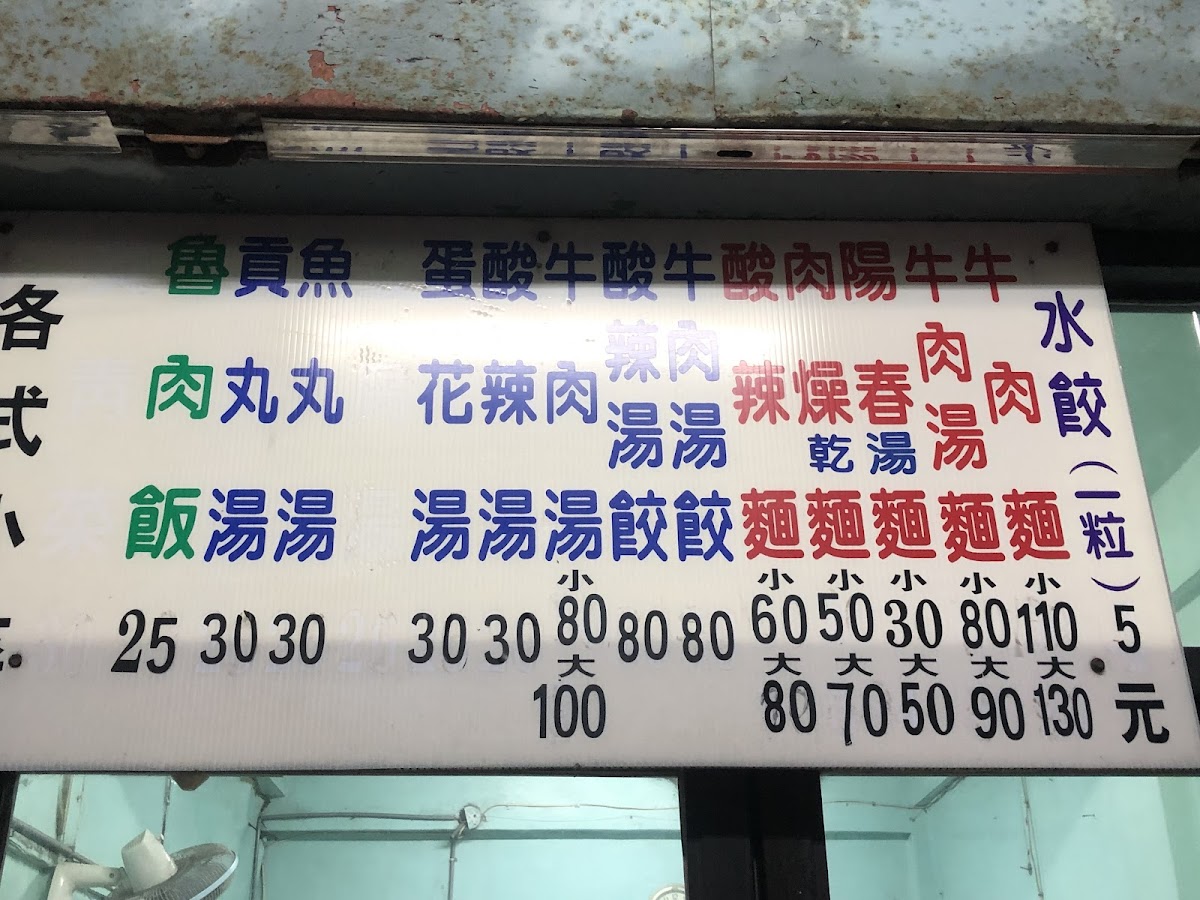 水餃(一粒)5元
牛肉麵 小110 大130
牛肉湯麵 小80 大90
陽春麵 乾湯 小30 大50
肉燥麵 小50 大70
酸辣麵 小60 大80
牛肉湯餃 80
酸辣湯餃 80
牛肉湯 小80 大100
酸辣湯 30
蛋花湯 30
魚丸湯 30
貢丸湯 30
魯肉飯 25
各式小